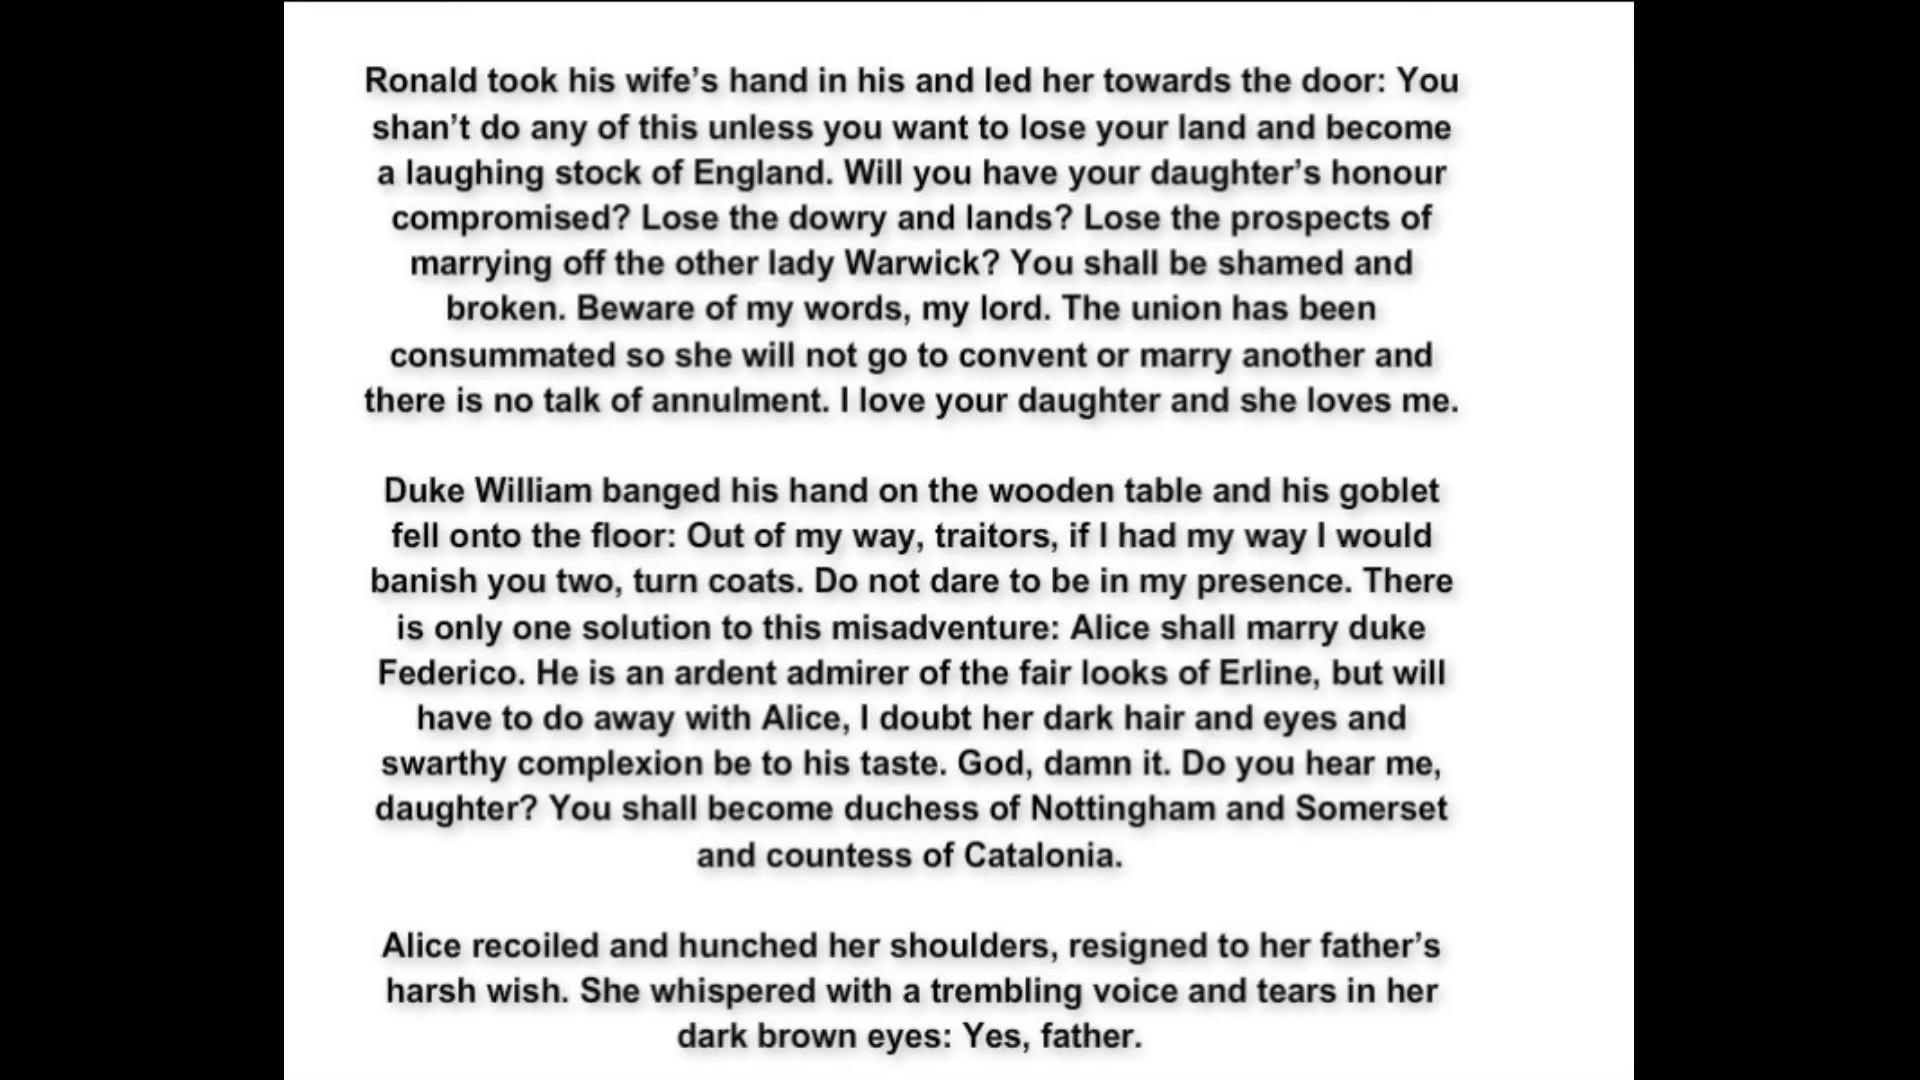 Ronald took his wife’s hand in his and led her towards the door: You
shan’t do any of this unless you want to lose your land and become
a laughing stock of England. Will you have your daughter’s honour
compromised? Lose the dowry and lands? Lose the prospects of
marrying off the other lady Warwick? You shall be shamed and
broken. Beware of my words, my lord. The union has been
consummated so she will not go to convent or marry another and
there is no talk of annulment. I love your daughter and she loves me.
Duke William banged his hand on the wooden table and his goblet
fell onto the floor: Out of my way, traitors, if I had my way I would
banish you two, turn coats. Do not dare to be in my presence. There
is only one solution to this misadventure: Alice shall marry duke
Federico. He is an ardent admirer of the fair looks of Erline, but will
have to do away with Alice, I doubt her dark hair and eyes and
swarthy complexion be to his taste. God, damn it. Do you hear me,
daughter? You shall become duchess of Nottingham and Somerset
and countess of Catalonia.
Alice recoiled and hunched her shoulders, resigned to her father’s
harsh wish. She whispered with a trembling voice and tears in her
dark brown eyes: Yes, father.